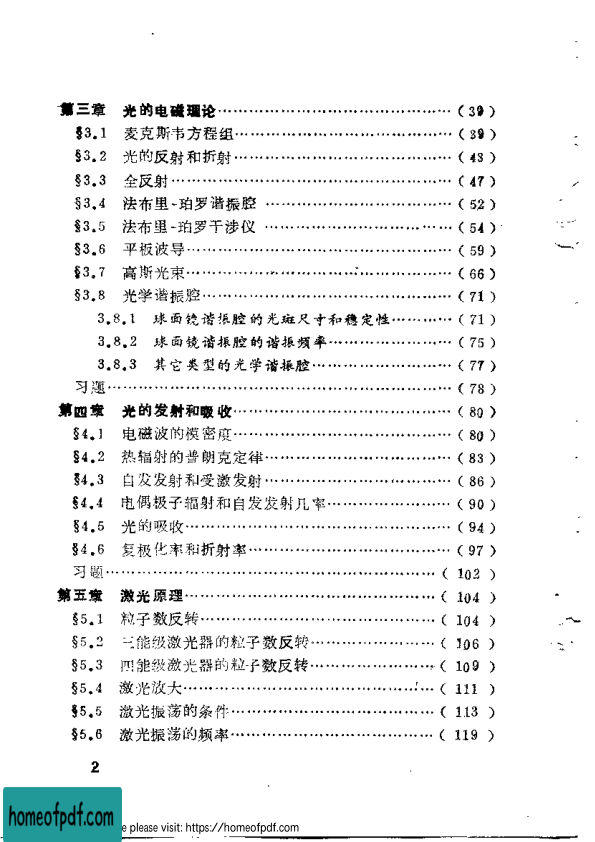 第三章 光的电磁理论……………………………………(39)
§3.1 麦克斯韦方程组…………………………………(39)
§3.2 光的反射和折射…………………………………(43)
§3.3 全反射……………………………………………(47)
§3.4 法布里-珀罗谐振腔 ……………………………(52)
§3.5 法布里-珀罗干涉仪 ……………………………(54)
§3.6 平板波导…………………………………………(59)
§3.7 高斯光束…………………………………………(66)
§3.8 光学谐振腔………………………………………(71)
3.8.1 球面镜谐振腔的光斑尺寸和稳定性…………(71)
3.8.2 球面镜谐振腔的谐振频率……………………(75)
3.8.3 其它类型的光学谐振腔………………………(77)
习题………………………………………………………(78)
第四章 光的发射和吸收…………………………………(80)
§4.1 电磁波的模密度…………………………………(80)
§4.2 热辐射的普朗克定律……………………………(83)
§4.3 自发发射和受激发射……………………………(86)
§4.4 电偶极子辐射和自发发射几率…………………(90)
§4.5 光的吸收…………………………………………(94)
§4.6 复极化率和折射率………………………………(97)
习题………………………………………………………( 102 )
第五章 激光原理…………………………………………( 104 )
§5.1 粒子数反转………………………………………( 104 )
§5.2 三能级激光器的粒子数反转……………………( 106 )
§5.3 四能级激光器的粒子数反转……………………( 109 )
§5.4 激光放大…………………………………………( 111 )
§5.5 激光振荡的条件…………………………………( 113 )
§5.6 激光振荡的频率…………………………………( 119 )
2
homeofpdf.com
e please visit: https://homeofpdf.com